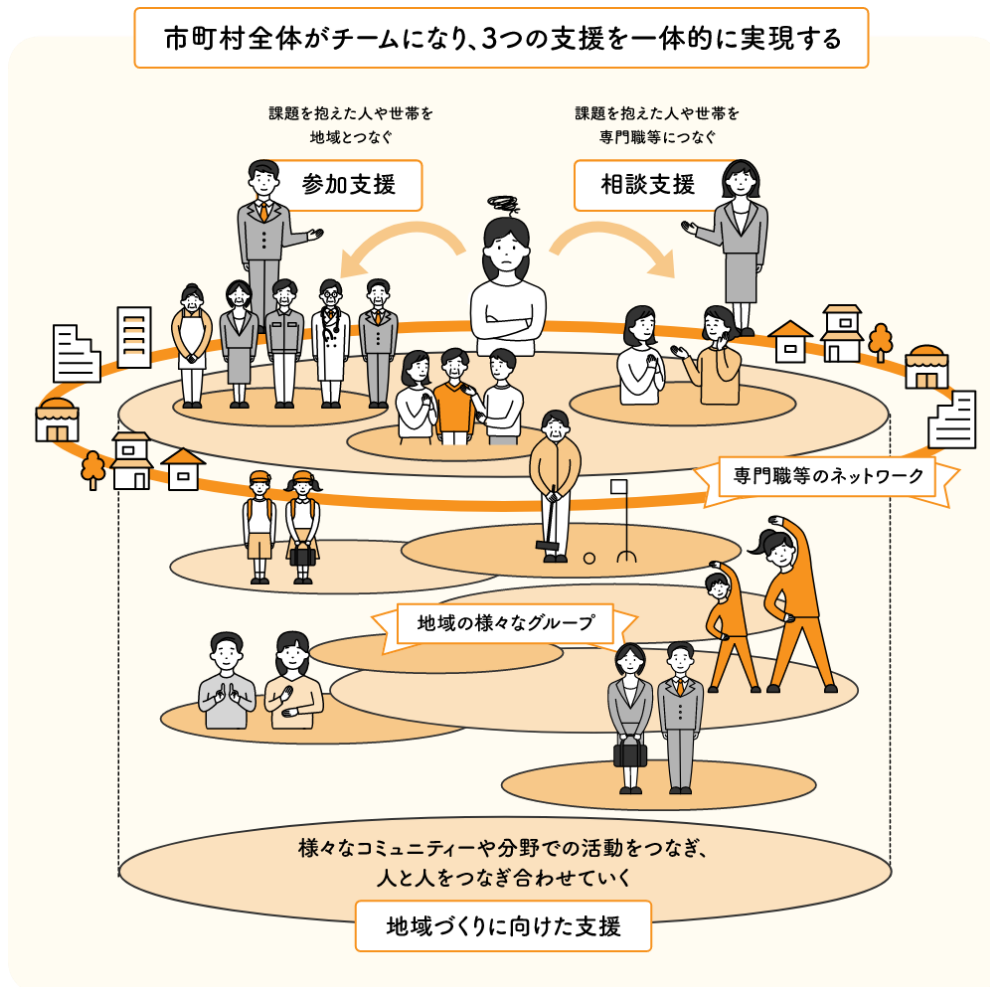 市町村全体がチームになり、3つの支援を一体的に実現する
課題を抱えた人や世帯を
地域とつなぐ
参加支援
課題を抱えた人や世帯を
専門職等につなぐ
相談支援
専門職等のネットワーク
地域の様々なグループ
様々なコミュニティーや分野での活動をつなぎ、
人と人をつなぎ合わせていく
地域づくりに向けた支援